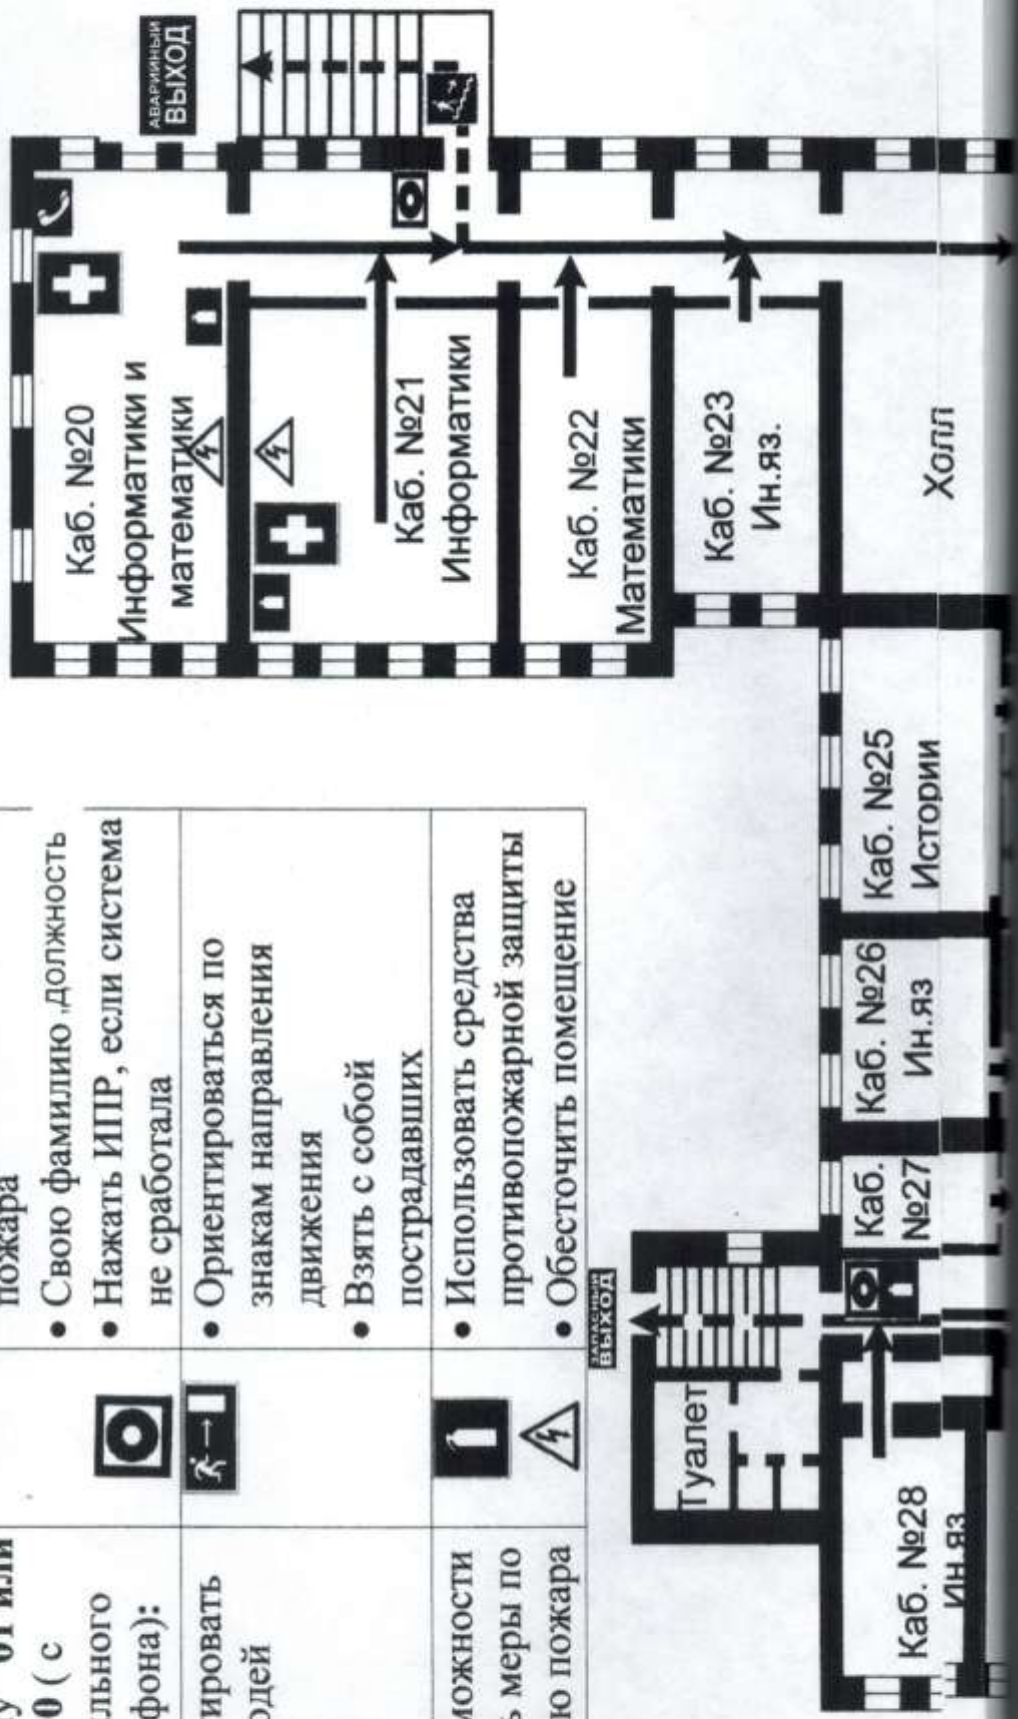 у 01 или
0 ( с
льного
фона):
пожара
• Свою фамилию ,должность
• Нажать ИПР, если система
не сработала
ировать
юдей
• Ориентироваться по
знакам направления
движения
• Взять с собой
пострадавших
можности
ь меры по
ю пожара
• Использовать средства
противопожарной защиты
• Обесточить помещение
АВАРИЙНЫЙ
ВЫХОД
Каб. №20
Информатики и
математики
Каб. №21
Информатики
Каб. №22
Математики
Каб. №23
Ин.яз.
Холл
ЗАПАСНЫЙ
ВЫХОД
Туалет
Каб. №28
Ин.яз
Каб.
№27
Каб. №26
Ин.яз
Каб. №25
Истории